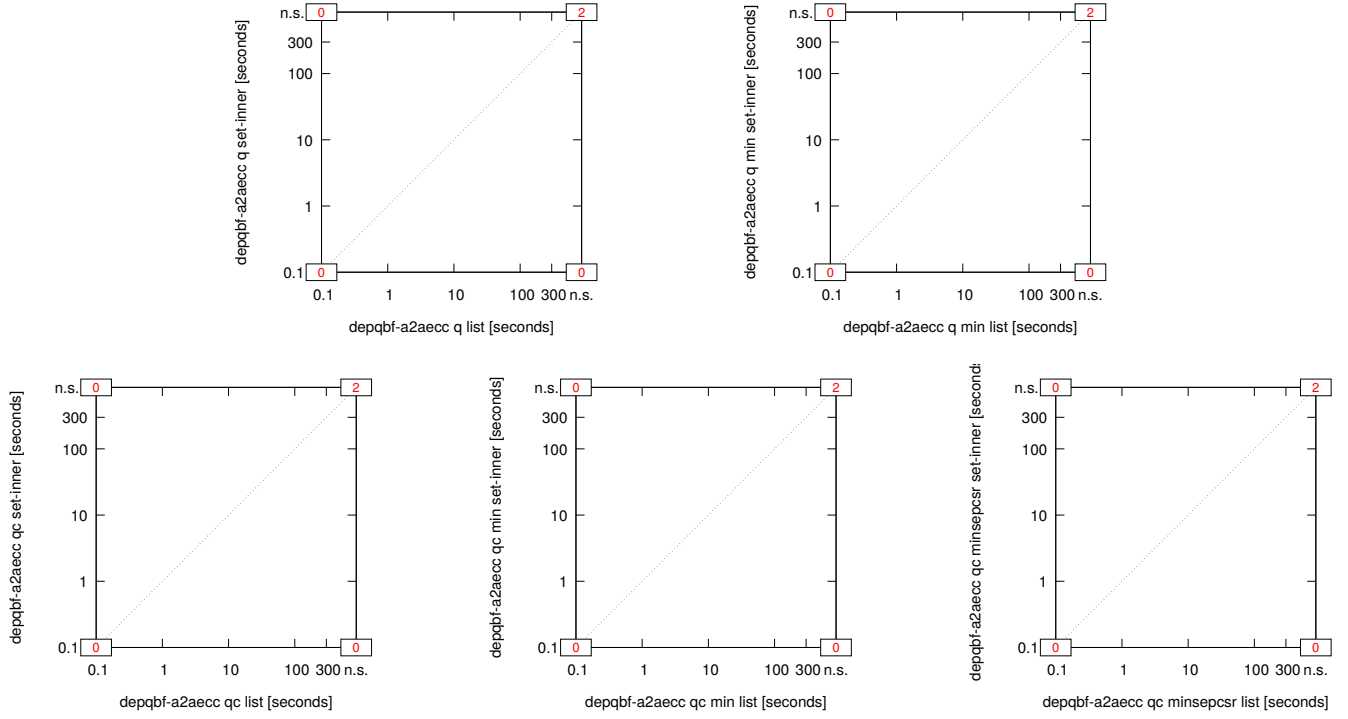 n.s. 0 2
300
100
10
1
0.1 0 0
0.1 1 10 100 300 n.s.
depqbf-a2aecc q set-inner [seconds]
depqbf-a2aecc q list [seconds]
n.s. 0 2
300
100
10
1
0.1 0 0
0.1 1 10 100 300 n.s.
depqbf-a2aecc q min set-inner [seconds]
depqbf-a2aecc q min list [seconds]
n.s. 0 2
300
100
10
1
0.1 0 0
0.1 1 10 100 300 n.s.
depqbf-a2aecc qc set-inner [seconds]
depqbf-a2aecc qc list [seconds]
n.s. 0 2
300
100
10
1
0.1 0 0
0.1 1 10 100 300 n.s.
depqbf-a2aecc qc min set-inner [seconds]
depqbf-a2aecc qc min list [seconds]
n.s. 0 2
300
100
10
1
0.1 0 0
0.1 1 10 100 300 n.s.
depqbf-a2aecc qc minsepcsr set-inner [second
depqbf-a2aecc qc minsepcsr list [seconds]